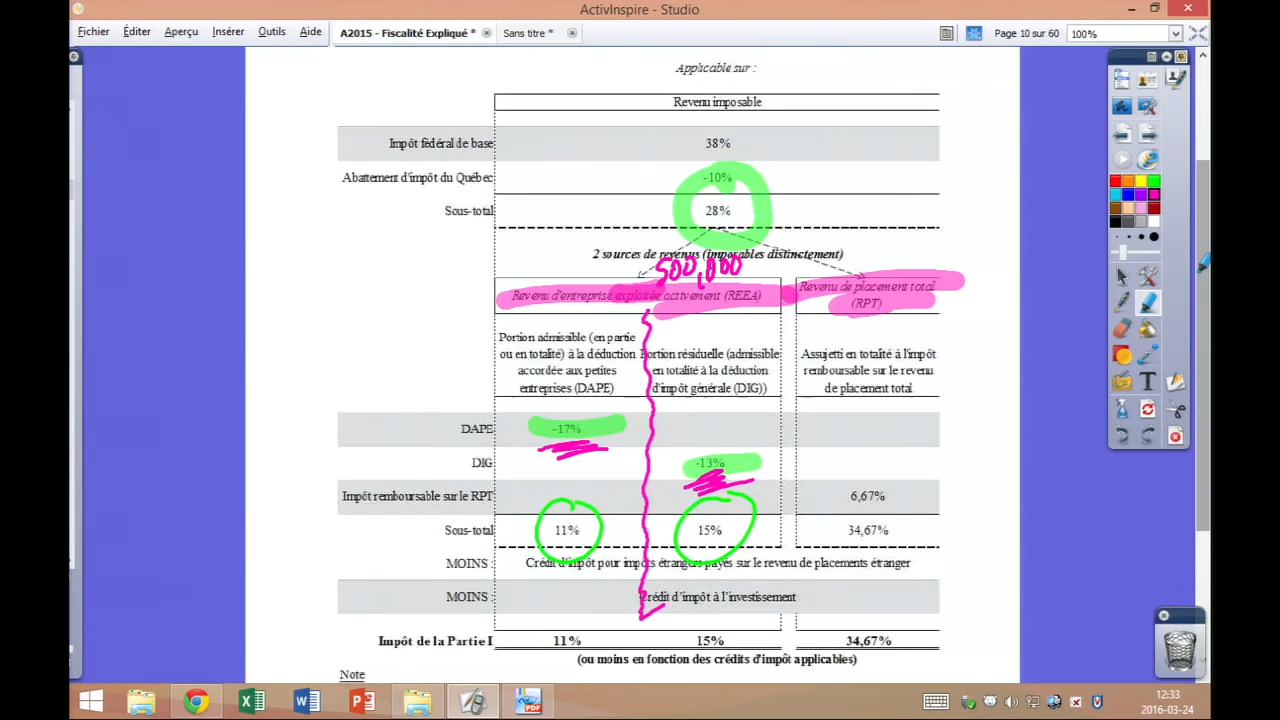 ActivInspire - Studio
Fichier Éditer Aperçu Insérer Outils Aide A2015 - Fiscalité Expliqué * Sans titre * Page 10 sur 60 100%
Applicable sur :
Revenu imposable
Impôt fédéral de base 38%
Abattement d'impôt du Québec -10%
Sous-total 28%
2 sources de revenus (imposables distinctement)
500,000
Revenu d'entreprise exploitée activement (REEA)
Revenu de placement total
(RPT)
Portion admissible (en partie
ou en totalité) à la déduction
accordée aux petites
entreprises (DAPE)
Portion résiduelle (admissible
en totalité à la déduction
d'impôt générale (DIG))
Assujetti en totalité à l'impôt
remboursable sur le revenu
de placement total
DAPE -17%
DIG -13%
Impôt remboursable sur le RPT 6,67%
Sous-total 11% 15% 34,67%
MOINS : Crédit d'impôt pour impôts étrangers payés sur le revenu de placements étranger
MOINS : Crédit d'impôt à l'investissement
Impôt de la Partie I 11% 15% 34,67%
(ou moins en fonction des crédits d'impôt applicables)
Note
12:33
2016-03-24